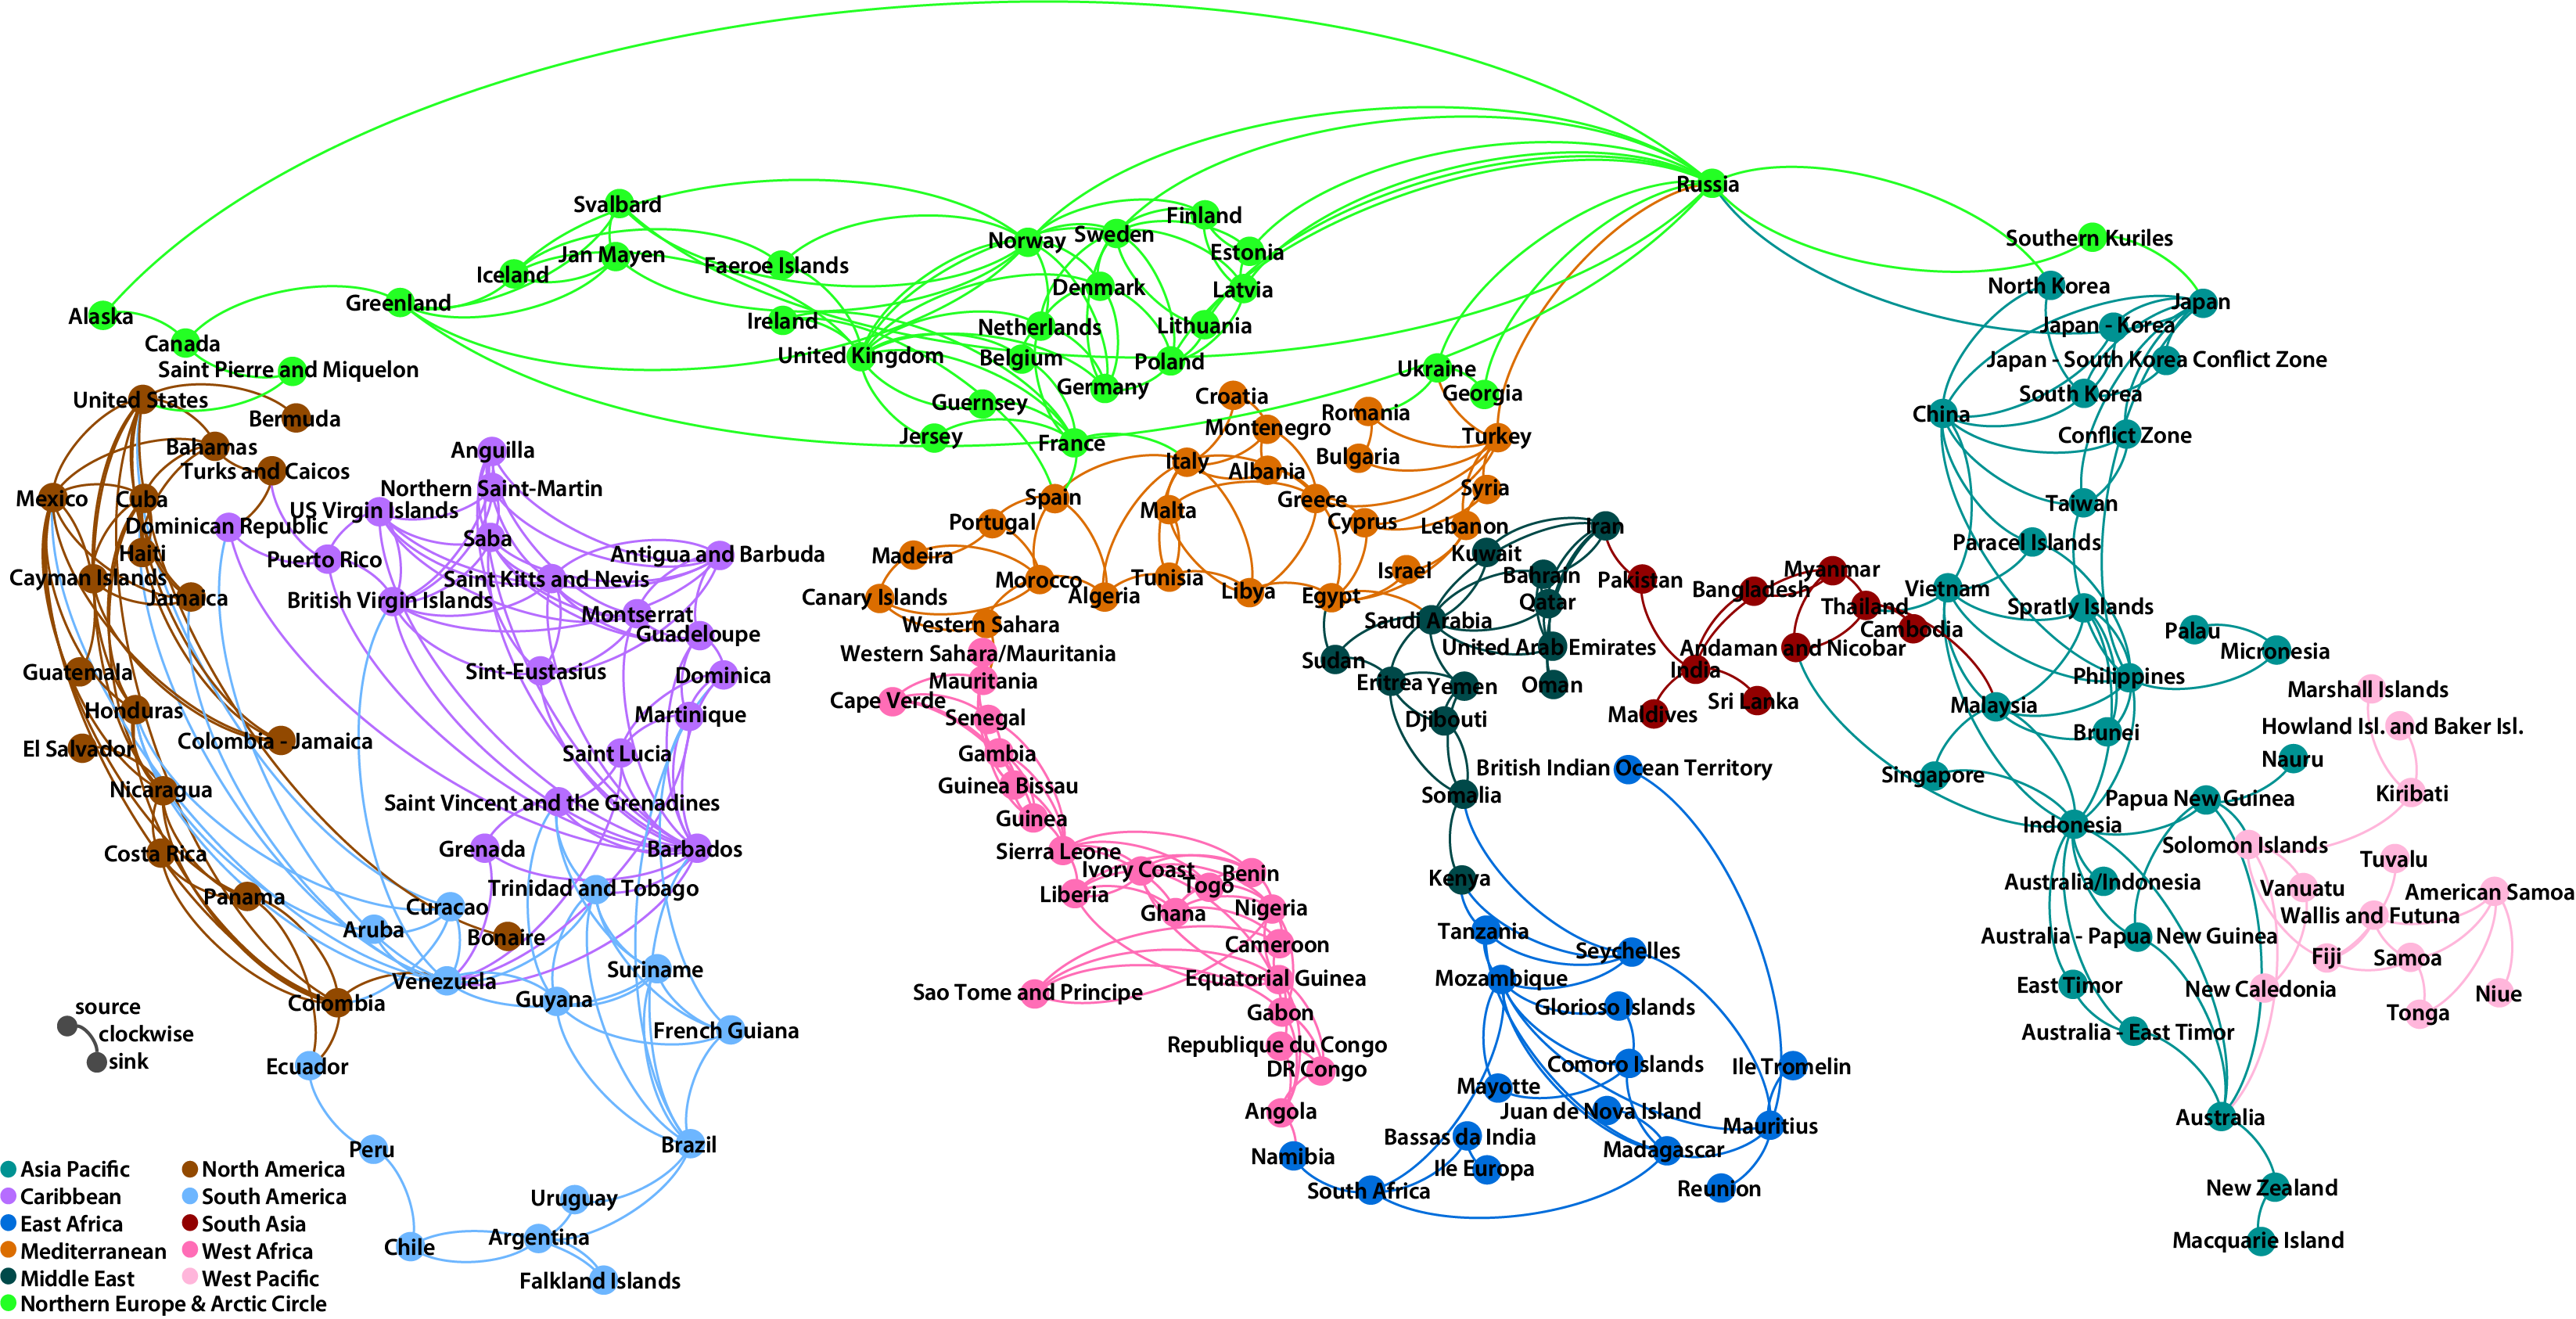 Russia
Svalbard
Finland
Norway
Sweden
Southern Kuriles
Jan Mayen
Estonia
Iceland
Faeroe Islands
Denmark
Latvia
North Korea
Greenland
Japan
Alaska
Ireland
Netherlands
Lithuania
Japan - Korea
Canada
United Kingdom
Belgium
Poland
Japan - South Korea Conflict Zone
Saint Pierre and Miquelon
Ukraine
Germany
Georgia
South Korea
United States
Guernsey
Croatia
Romania
China
Bermuda
Montenegro
Jersey
France
Turkey
Conflict Zone
Bahamas
Anguilla
Bulgaria
Italy
Albania
Turks and Caicos
Northern Saint-Martin
Syria
Mexico
Cuba
Spain
Greece
Taiwan
US Virgin Islands
Malta
Portugal
Cyprus
Lebanon
Iran
Dominican Republic
Saba
Paracel Islands
Haiti
Puerto Rico
Antigua and Barbuda
Madeira
Kuwait
Cayman Islands
Saint Kitts and Nevis
Morocco
Tunisia
Israel
Bahrain
Pakistan
Myanmar
Jamaica
British Virgin Islands
Canary Islands
Algeria
Libya
Egypt
Bangladesh
Vietnam
Montserrat
Qatar
Thailand
Spratly Islands
Guadeloupe
Western Sahara
Saudi Arabia
Cambodia
Palau
Western Sahara/Mauritania
United Arab Emirates
Andaman and Nicobar
Micronesia
Guatemala
Sint-Eustasius
Dominica
Mauritania
Sudan
India
Philippines
Cape Verde
Eritrea
Yemen
Oman
Marshall Islands
Honduras
Martinique
Senegal
Djibouti
Maldives
Sri Lanka
Malaysia
Howland Isl. and Baker Isl.
El Salvador
Colombia - Jamaica
Saint Lucia
Gambia
Brunei
Nauru
British Indian Ocean Territory
Singapore
Nicaragua
Guinea Bissau
Somalia
Kiribati
Saint Vincent and the Grenadines
Papua New Guinea
Guinea
Indonesia
Costa Rica
Grenada
Barbados
Sierra Leone
Solomon Islands
Ivory Coast
Benin
Tuvalu
Togo
Kenya
Trinidad and Tobago
Liberia
Australia/Indonesia
Vanuatu
American Samoa
Panama
Curacao
Ghana
Nigeria
Wallis and Futuna
Aruba
Bonaire
Cameroon
Tanzania
Seychelles
Australia - Papua New Guinea
Suriname
Fiji
Samoa
Venezuela
Equatorial Guinea
Mozambique
East Timor
New Caledonia
Colombia
Guyana
Sao Tome and Principe
Niue
source
Gabon
Glorioso Islands
Tonga
clockwise
French Guiana
Australia - East Timor
sink
Republique du Congo
Ecuador
DR Congo
Comoro Islands
Ile Tromelin
Mayotte
Angola
Juan de Nova Island
Australia
Mauritius
Brazil
Bassas da India
Peru
Namibia
Madagascar
Asia Pacific
North America
Ile Europa
Caribbean
South America
Uruguay
South Africa
Reunion
New Zealand
East Africa
South Asia
Argentina
Chile
Macquarie Island
Mediterranean
West Africa
Middle East
West Pacific
Falkland Islands
Northern Europe & Arctic Circle